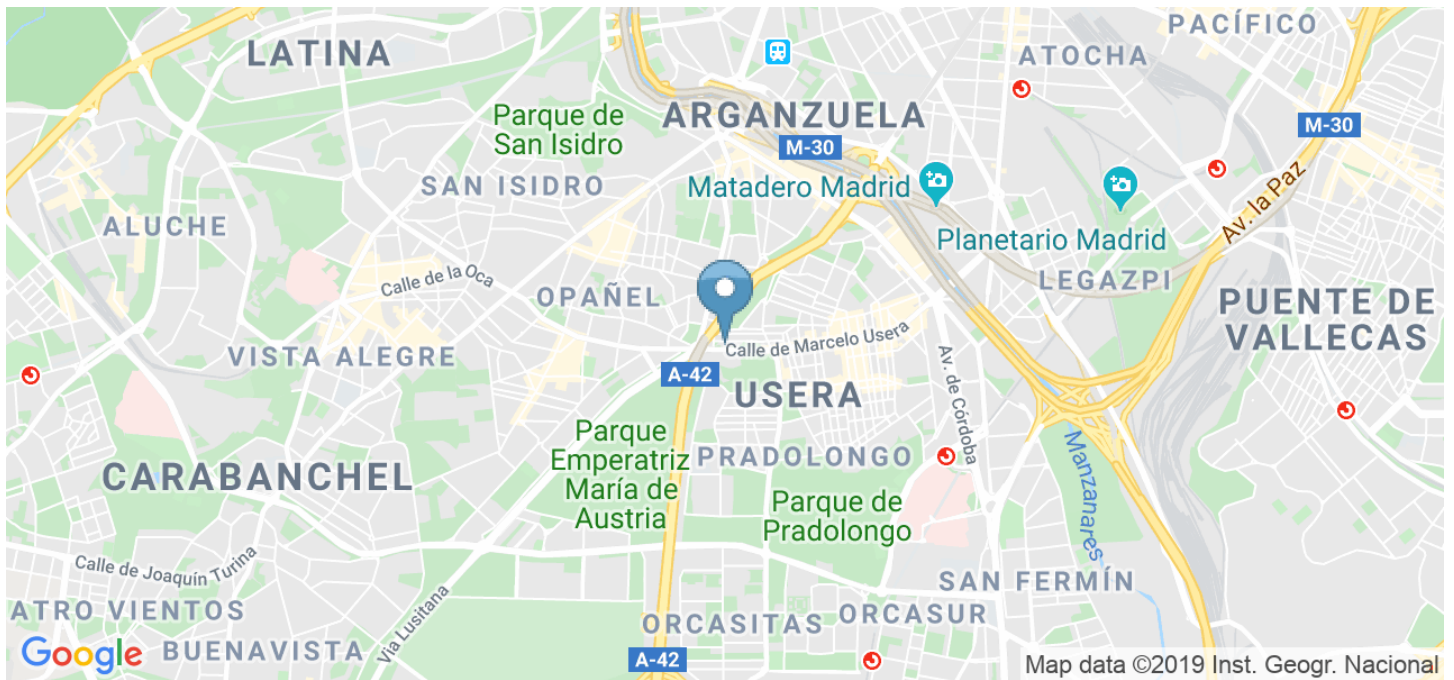 PACÍFICO
LATINA
ATOCHA
Parque de
San Isidro
ARGANZUELA
M-30
M-30
SAN ISIDRO
Matadero Madrid
Av. la Paz
ALUCHE
Planetario Madrid
Calle de la Oca
OPAÑEL
LEGAZPI
PUENTE DE
VALLECAS
VISTA ALEGRE
Calle de Marcelo Usera
A-42
USERA
Av. de Córdoba
Parque
Emperatriz
María de
Austria
PRADOLONGO
CARABANCHEL
Parque de
Pradolongo
Manzanares
Calle de Joaquín Turina
SAN FERMÍN
ATRO VIENTOS
Vía Lusitana
ORCASITAS
ORCASUR
BUENAVISTA
Google
A-42
Map data ©2019 Inst. Geogr. Nacional